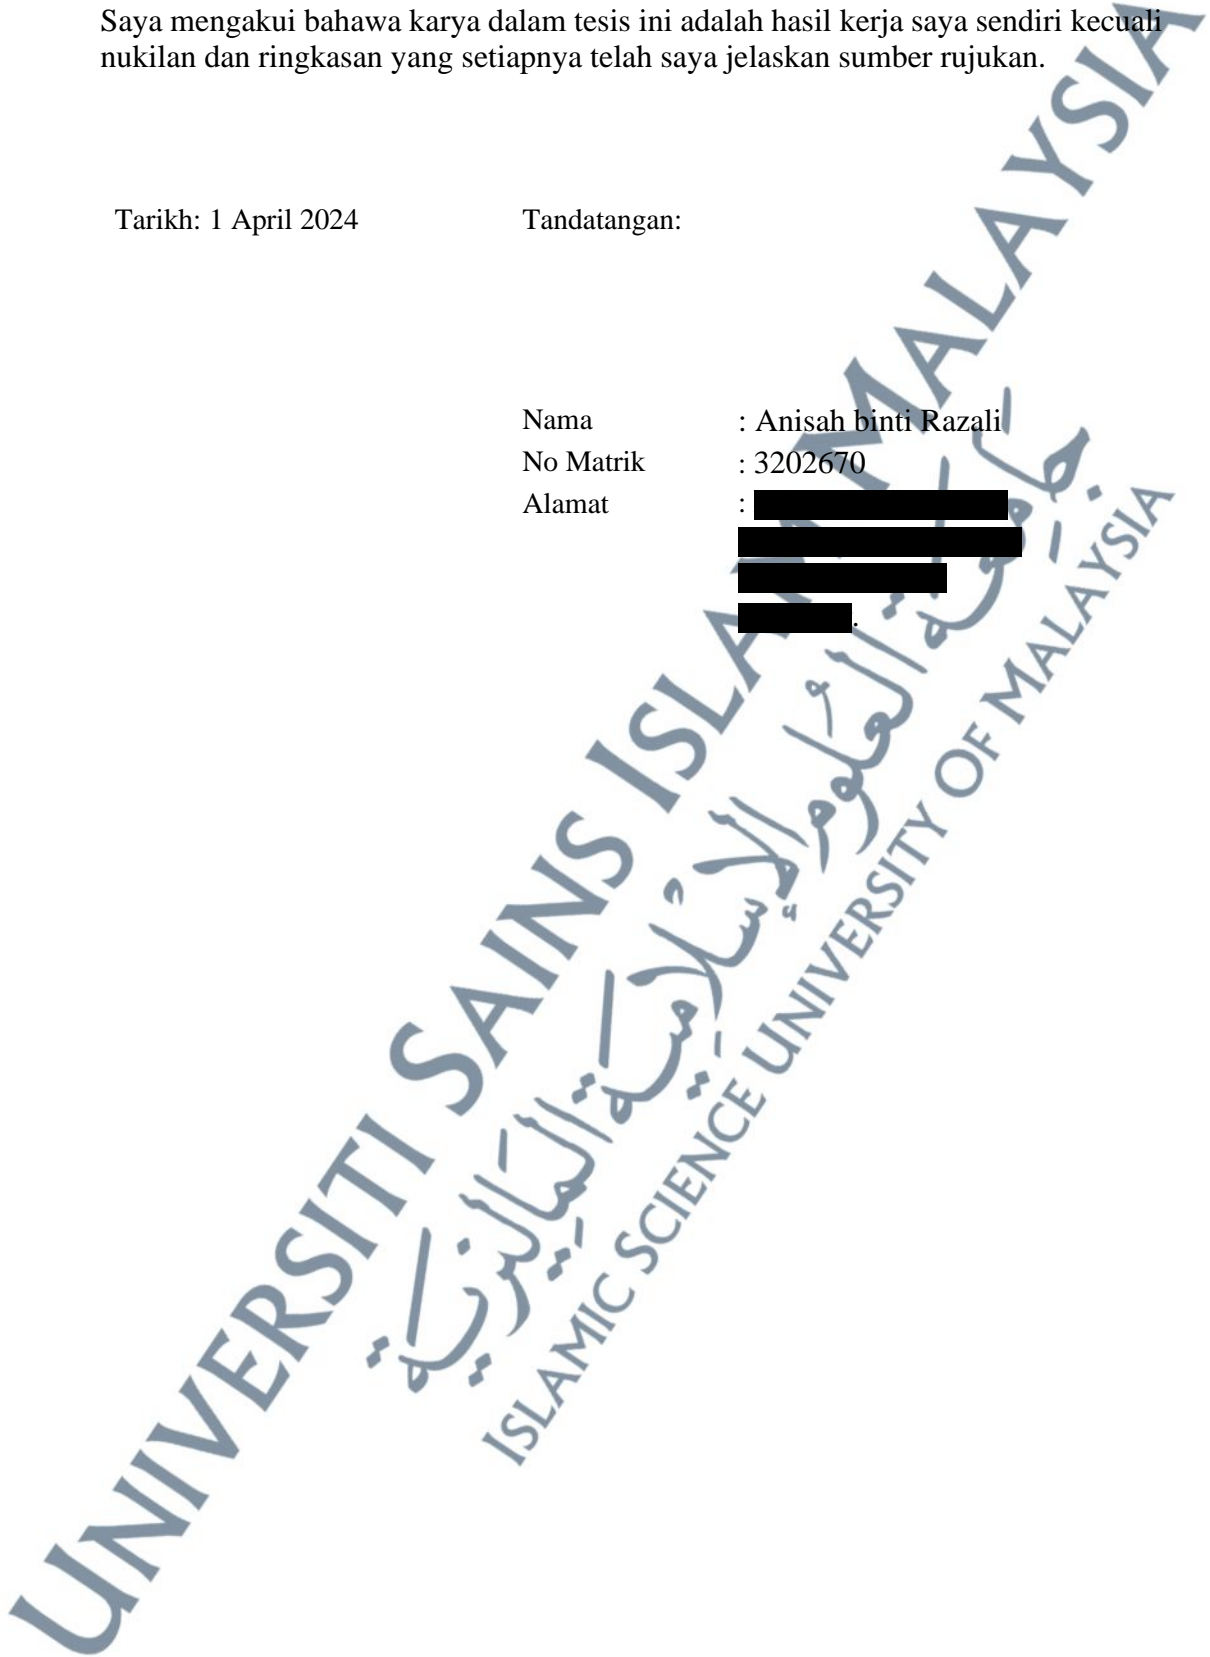 Saya mengakui bahawa karya dalam tesis ini adalah hasil kerja saya sendiri kecuali
nukilan dan ringkasan yang setiapnya telah saya jelaskan sumber rujukan.
Tarikh: 1 April 2024 Tandatangan:
Nama : Anisah binti Razali
No Matrik : 3202670
Alamat :
.
UNIVERSITI SAINS ISLAM MALAYSIA
جامعة العلوم الإسلامية الماليزية
ISLAMIC SCIENCE UNIVERSITY OF MALAYSIA